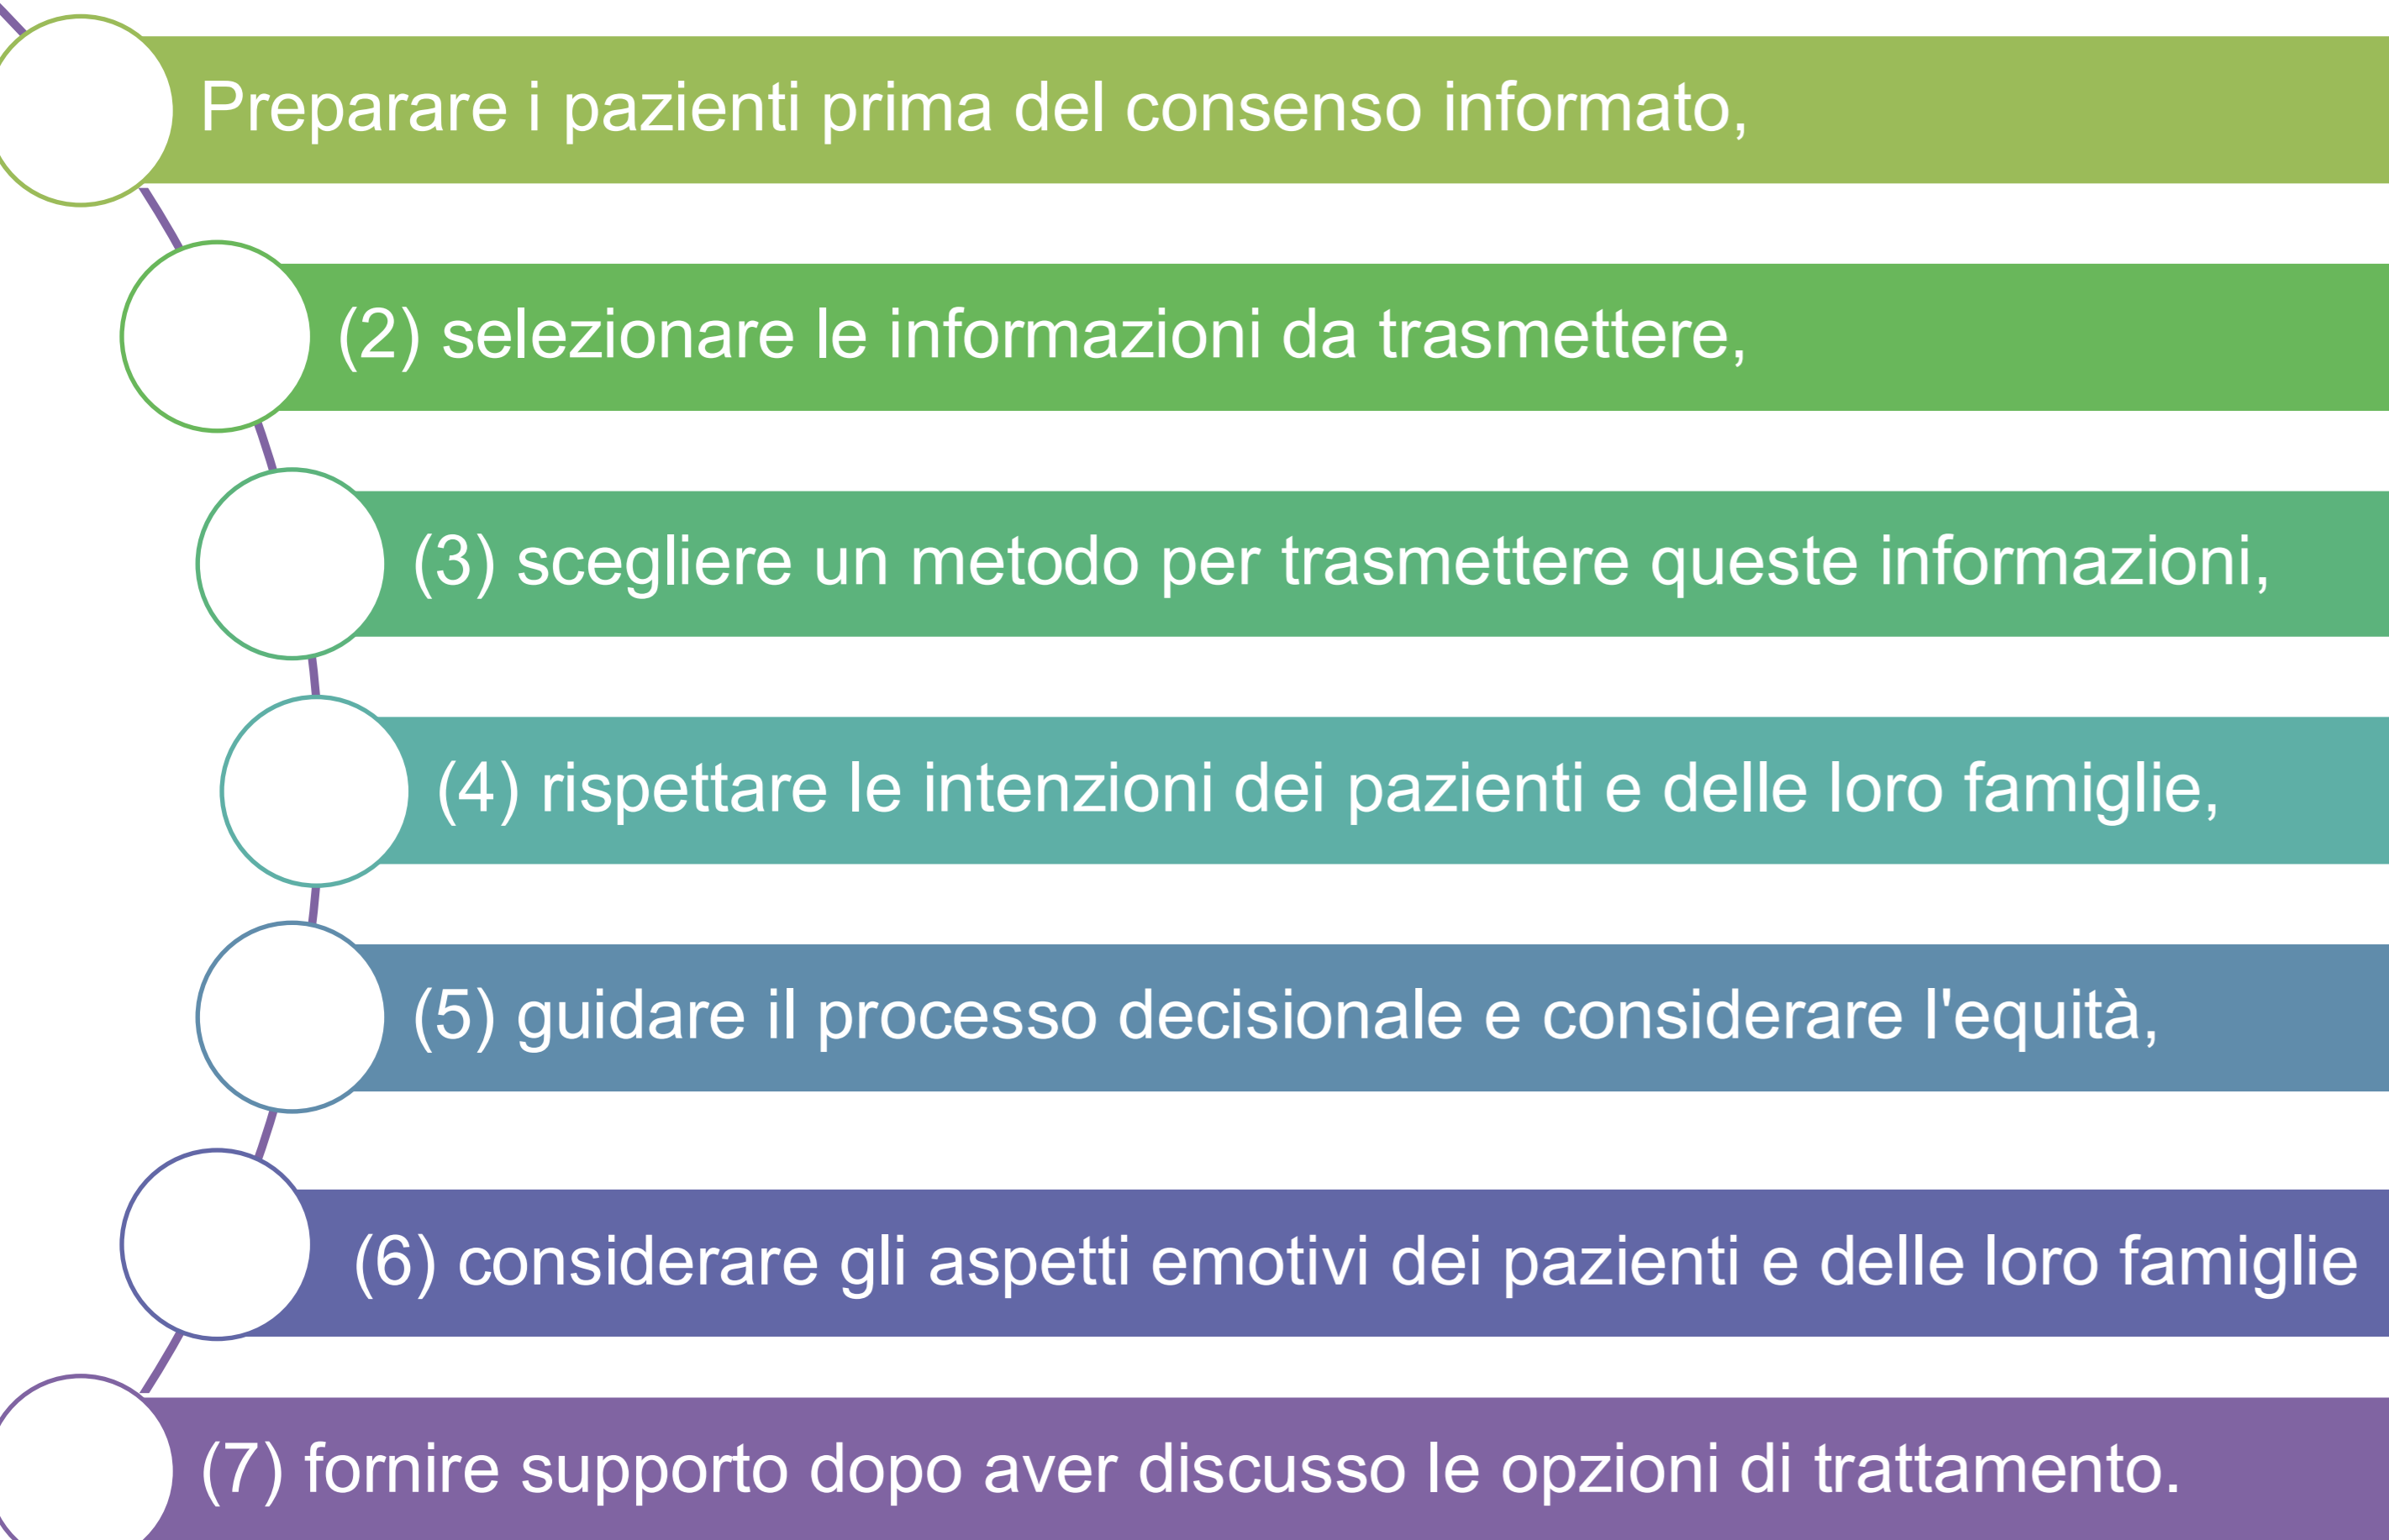 Preparare i pazienti prima del consenso informato,
(2) selezionare le informazioni da trasmettere,
(3) scegliere un metodo per trasmettere queste informazioni,
(4) rispettare le intenzioni dei pazienti e delle loro famiglie,
(5) guidare il processo decisionale e considerare l'equità,
(6) considerare gli aspetti emotivi dei pazienti e delle loro famiglie
(7) fornire supporto dopo aver discusso le opzioni di trattamento.